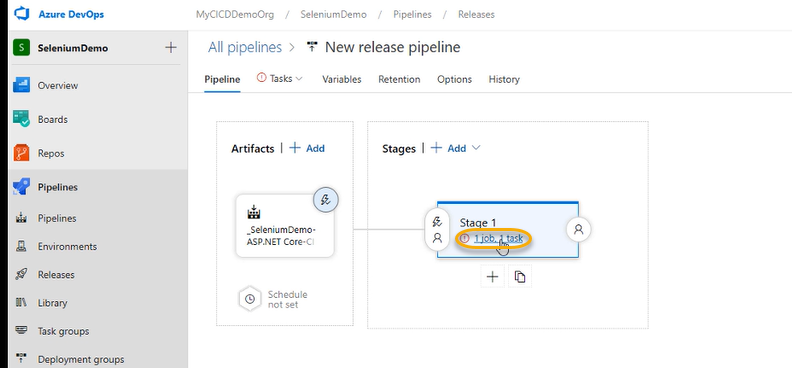 Azure DevOps
MyCICDDemoOrg / SeleniumDemo / Pipelines / Releases
S SeleniumDemo
All pipelines > New release pipeline
Pipeline Tasks Variables Retention Options History
Overview
Boards
Repos
Pipelines
Pipelines
Environments
Releases
Library
Task groups
Deployment groups
Artifacts | + Add
_SeleniumDemo-
ASP.NET Core-CI
Schedule
not set
Stages | + Add
Stage 1
1 job, 1 task